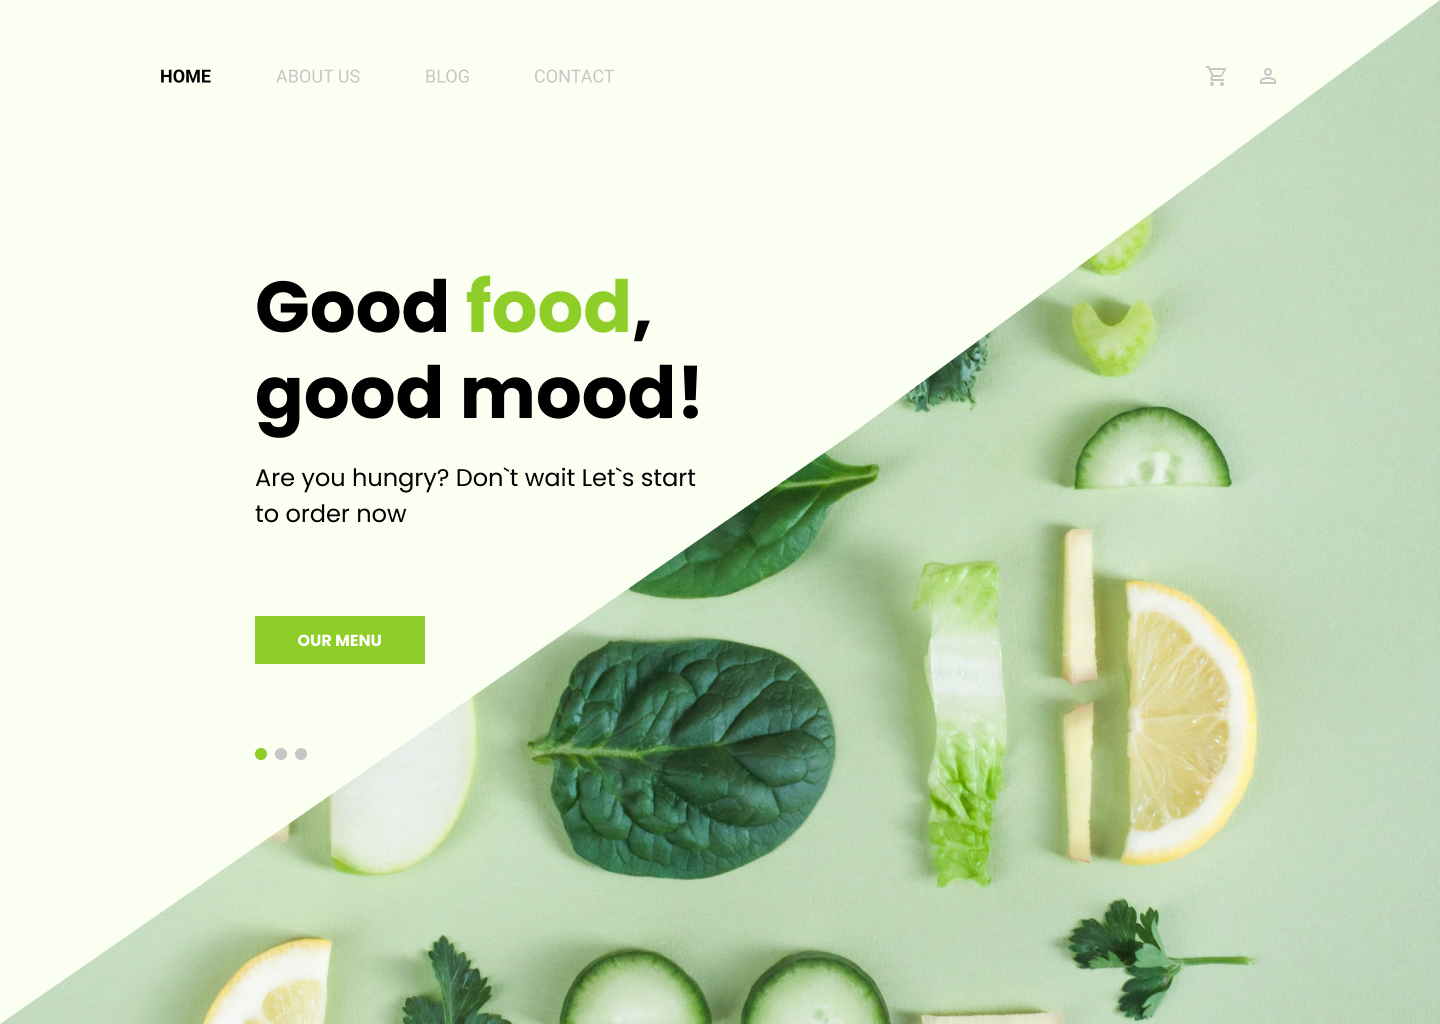 HOME ABOUT US BLOG CONTACT
Good food,
good mood!
Are you hungry? Don`t wait Let`s start
to order now
OUR MENU